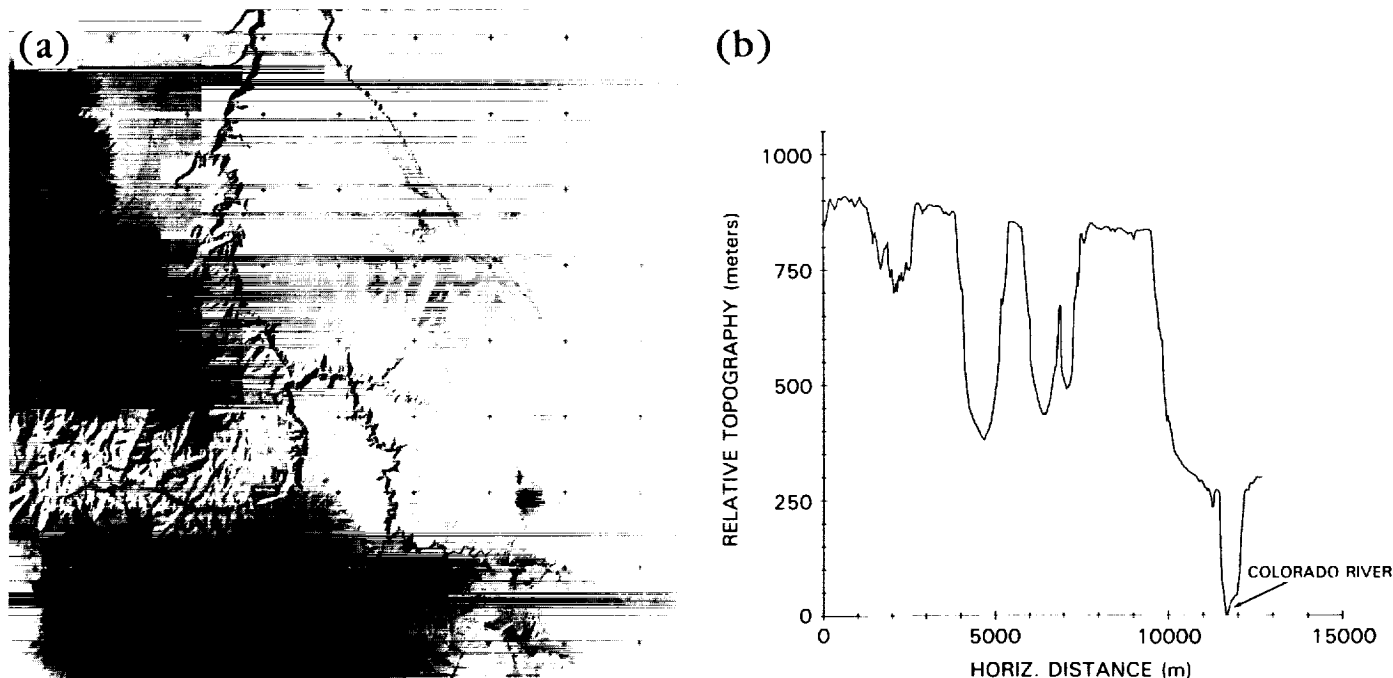 (a)
(b)
RELATIVE TOPOGRAPHY (meters)
1000
750
500
250
0
COLORADO RIVER
0 5000 10000 15000
HORIZ. DISTANCE (m)